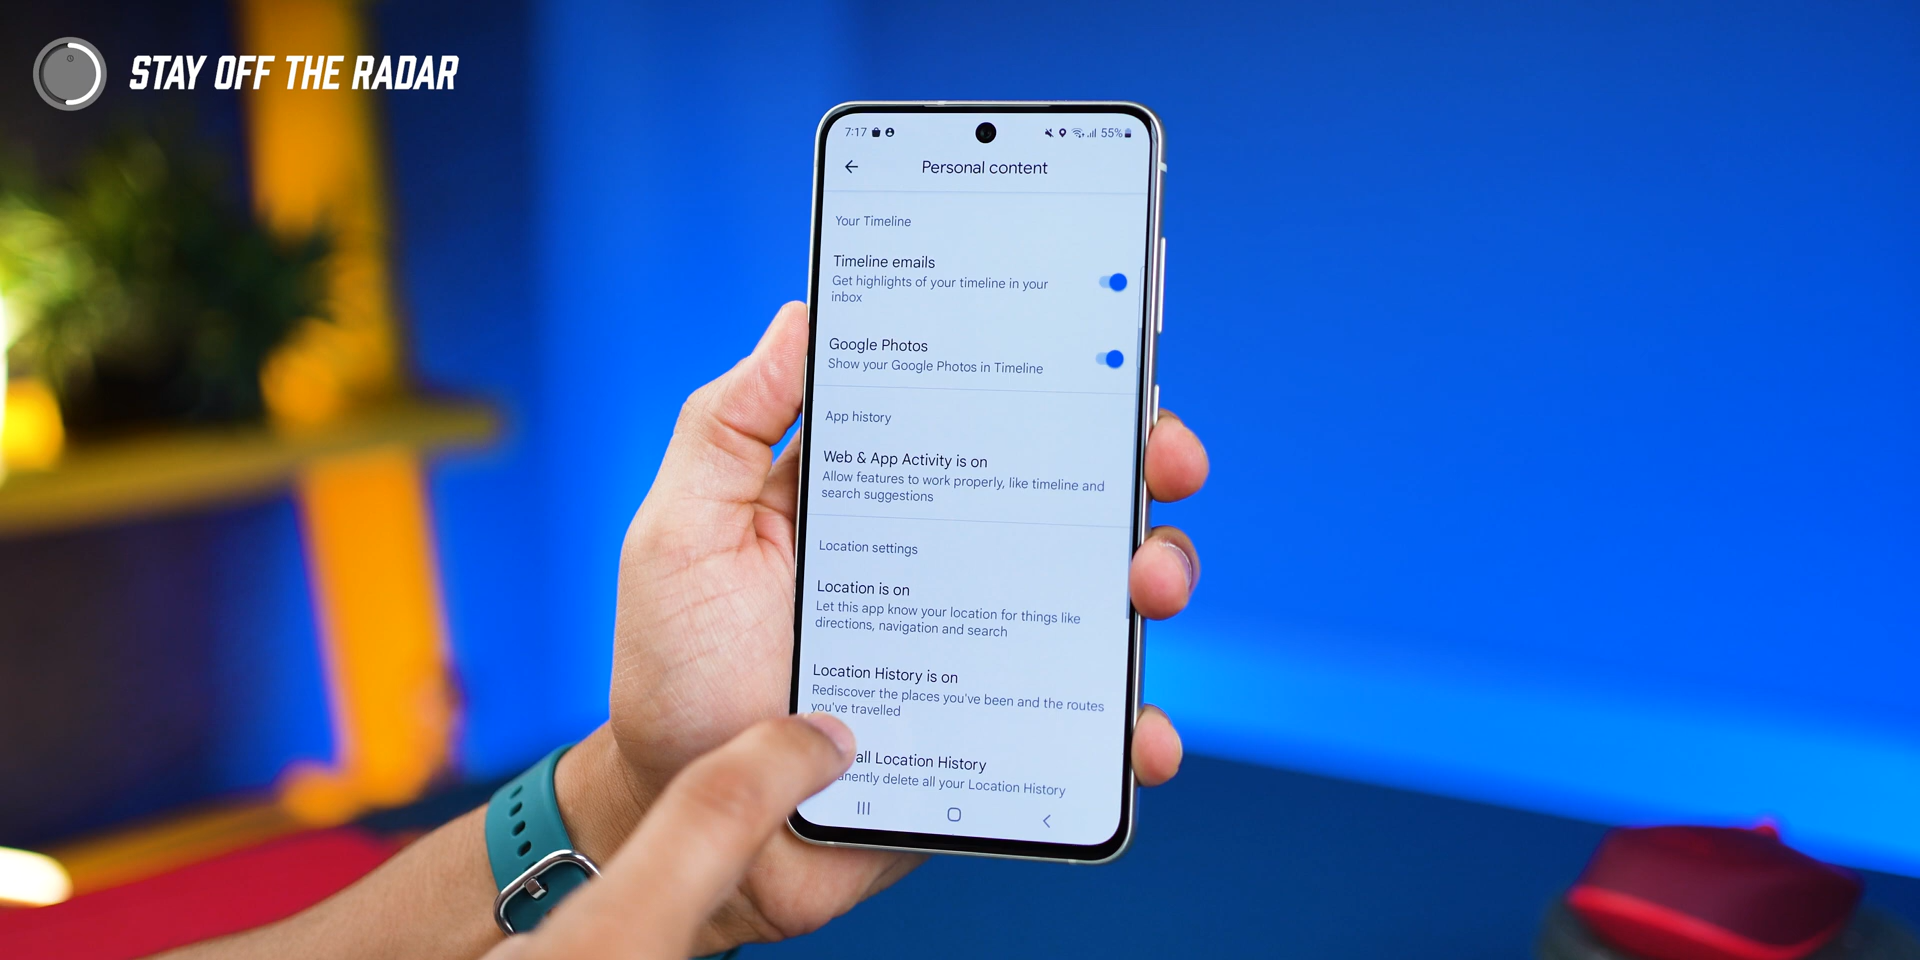 STAY OFF THE RADAR
7:17
55%
Personal content
Your Timeline
Timeline emails
Get highlights of your timeline in your
inbox
Google Photos
Show your Google Photos in Timeline
App history
Web & App Activity is on
Allow features to work properly, like timeline and
search suggestions
Location settings
Location is on
Let this app know your location for things like
directions, navigation and search
Location History is on
Rediscover the places you've been and the routes
you've travelled
all Location History
delete all your Location History